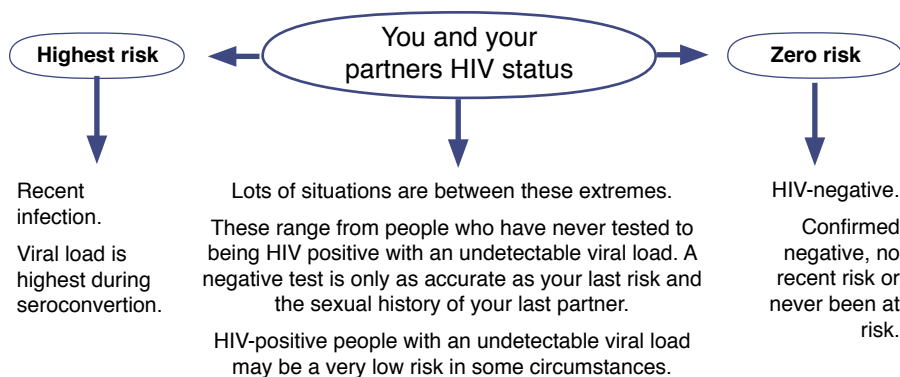 You and your
partners HIV status
Highest risk
Zero risk
Recent
infection.
Viral load is
highest during
seroconvertion.
Lots of situations are between these extremes.
These range from people who have never tested to
being HIV positive with an undetectable viral load. A
negative test is only as accurate as your last risk and
the sexual history of your last partner.
HIV-positive people with an undetectable viral load
may be a very low risk in some circumstances.
HIV-negative.
Confirmed
negative, no
recent risk or
never been at
risk.